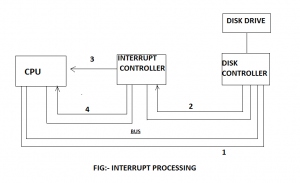 DISK DRIVE
CPU
3
INTERRUPT
CONTROLLER
DISK
CONTROLLER
4
2
BUS
1
FIG:- INTERRUPT PROCESSING